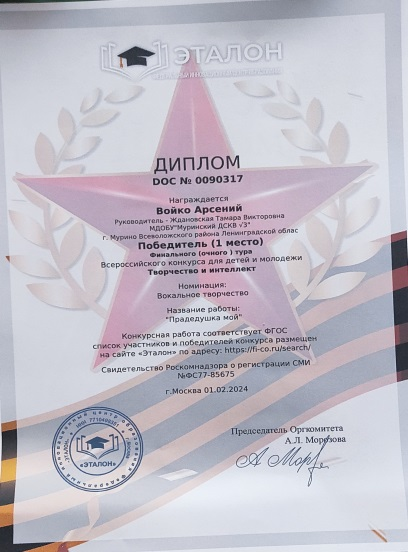 ЭТАЛОН
ДИПЛОМ
DOC № 0090317
Награждается
Войко Арсений
Руководитель - Ждановская Тамара Викторовна
МДОБУ"Муринский ДСКВ √3"
г. Мурино Всеволожского района Ленинградской облас
Победитель (1 место)
Финального (очного ) тура
Всероссийского конкурса для детей и молодежи
Творчество и интеллект
Номинация:
Вокальное творчество
Название работы:
"Прадедушка мой"
Конкурсная работа соответствует ФГОС
список участников и победителей конкурса размещен
на сайте «Эталон» по адресу: https://fi-co.ru/search/
Свидетельство Роскомнадзора о регистрации СМИ
№ФС77-85675
г.Москва 01.02.2024
Председатель Оргкомитета
А.Л. Морозова
«ЭТАЛОН»